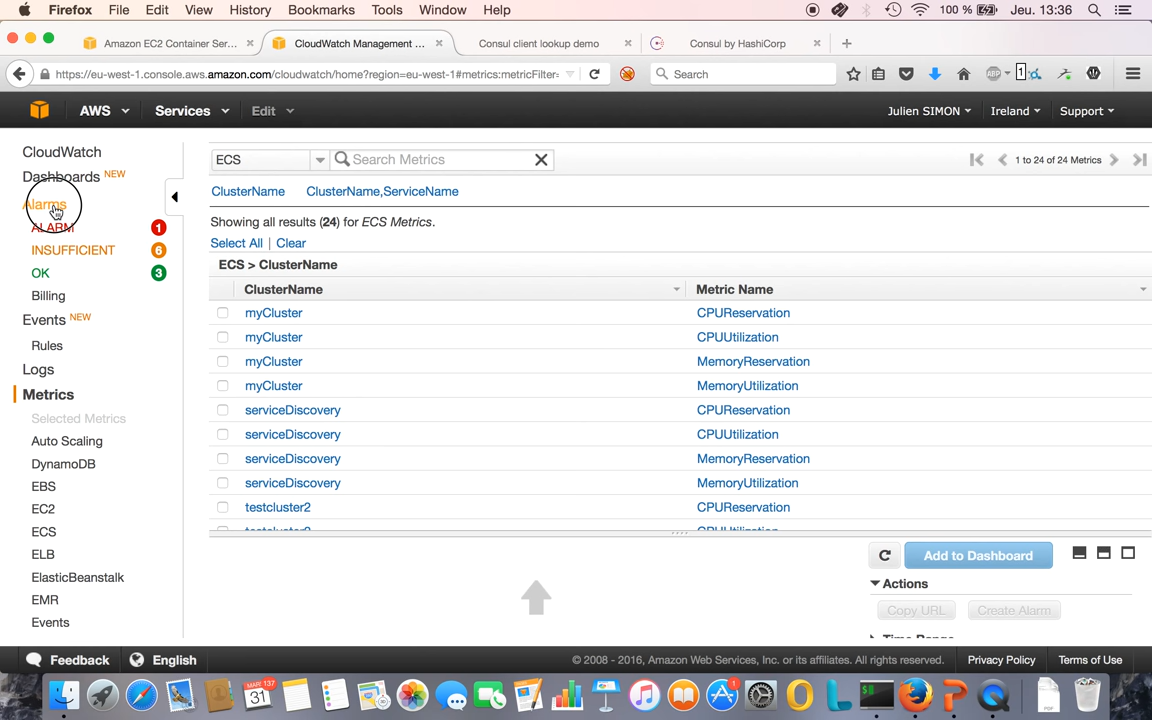 Firefox File Edit View History Bookmarks Tools Window Help 100 % Jeu. 13:36
Amazon EC2 Container Ser... × CloudWatch Management ... × Consul client lookup demo × Consul by HashiCorp × +
https://eu-west-1.console.aws.amazon.com/cloudwatch/home?region=eu-west-1#metrics:metricFilter= Search ABP 1
AWS Services Edit Julien SIMON Ireland Support
CloudWatch
Dashboards NEW
Alarms
ALARM 1
INSUFFICIENT 6
OK 3
Billing
Events NEW
Rules
Logs
Metrics
Selected Metrics
Auto Scaling
DynamoDB
EBS
EC2
ECS
ELB
ElasticBeanstalk
EMR
Events
ECS Search Metrics 1 to 24 of 24 Metrics
ClusterName ClusterName,ServiceName
Showing all results (24) for ECS Metrics.
Select All | Clear
ECS > ClusterName
ClusterName Metric Name
myCluster CPUReservation
myCluster CPUUtilization
myCluster MemoryReservation
myCluster MemoryUtilization
serviceDiscovery CPUReservation
serviceDiscovery CPUUtilization
serviceDiscovery MemoryReservation
serviceDiscovery MemoryUtilization
testcluster2 CPUReservation
testcluster2 CPUUtilization
Add to Dashboard
Actions
Copy URL Create Alarm
Time Range
Feedback English © 2008 - 2016, Amazon Web Services, Inc. or its affiliates. All rights reserved. Privacy Policy Terms of Use